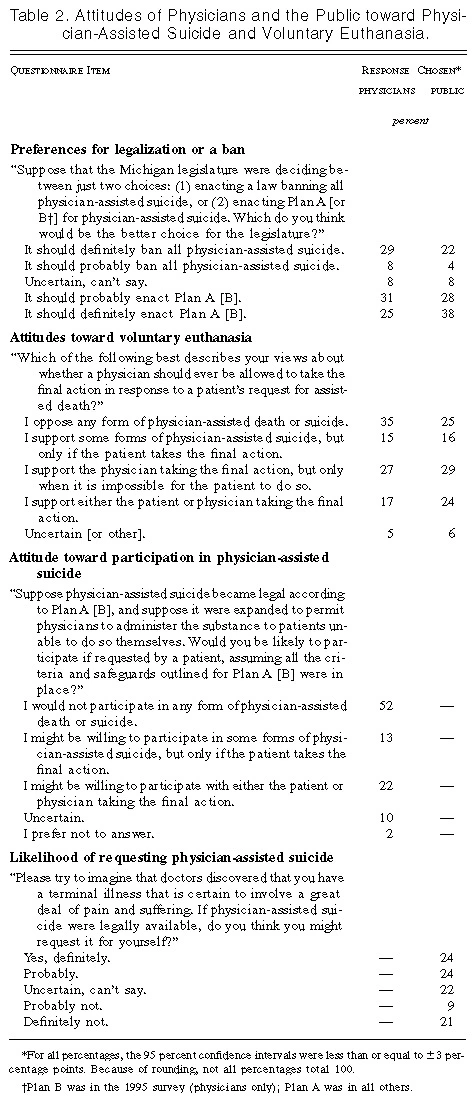 Table 2. Attitudes of Physicians and the Public toward Physi-
cian-Assisted Suicide and Voluntary Euthanasia.
QUESTIONNAIRE ITEM RESPONSE CHOSEN*
PHYSICIANS PUBLIC
percent
Preferences for legalization or a ban
“Suppose that the Michigan legislature were deciding be-
tween just two choices: (1) enacting a law banning all
physician-assisted suicide, or (2) enacting Plan A [or
B†] for physician-assisted suicide. Which do you think
would be the better choice for the legislature?”
It should definitely ban all physician-assisted suicide. 29 22
It should probably ban all physician-assisted suicide. 8 4
Uncertain, can’t say. 8 8
It should probably enact Plan A [B]. 31 28
It should definitely enact Plan A [B]. 25 38
Attitudes toward voluntary euthanasia
“Which of the following best describes your views about
whether a physician should ever be allowed to take the
final action in response to a patient’s request for assist-
ed death?”
I oppose any form of physician-assisted death or suicide. 35 25
I support some forms of physician-assisted suicide, but 15 16
only if the patient takes the final action.
I support the physician taking the final action, but only 27 29
when it is impossible for the patient to do so.
I support either the patient or physician taking the final 17 24
action.
Uncertain [or other]. 5 6
Attitude toward participation in physician-assisted
suicide
“Suppose physician-assisted suicide became legal according
to Plan A [B], and suppose it were expanded to permit
physicians to administer the substance to patients un-
able to do so themselves. Would you be likely to par-
ticipate if requested by a patient, assuming all the cri-
teria and safeguards outlined for Plan A [B] were in
place?”
I would not participate in any form of physician-assisted 52 —
death or suicide.
I might be willing to participate in some forms of physi- 13 —
cian-assisted suicide, but only if the patient takes the
final action.
I might be willing to participate with either the patient or 22 —
physician taking the final action.
Uncertain. 10 —
I prefer not to answer. 2 —
Likelihood of requesting physician-assisted suicide
“Please try to imagine that doctors discovered that you have
a terminal illness that is certain to involve a great
deal of pain and suffering. If physician-assisted sui-
cide were legally available, do you think you might
request it for yourself?”
Yes, definitely. — 24
Probably. — 24
Uncertain, can’t say. — 22
Probably not. — 9
Definitely not. — 21
*For all percentages, the 95 percent confidence intervals were less than or equal to ±3 per-
centage points. Because of rounding, not all percentages total 100.
†Plan B was in the 1995 survey (physicians only); Plan A was in all others.